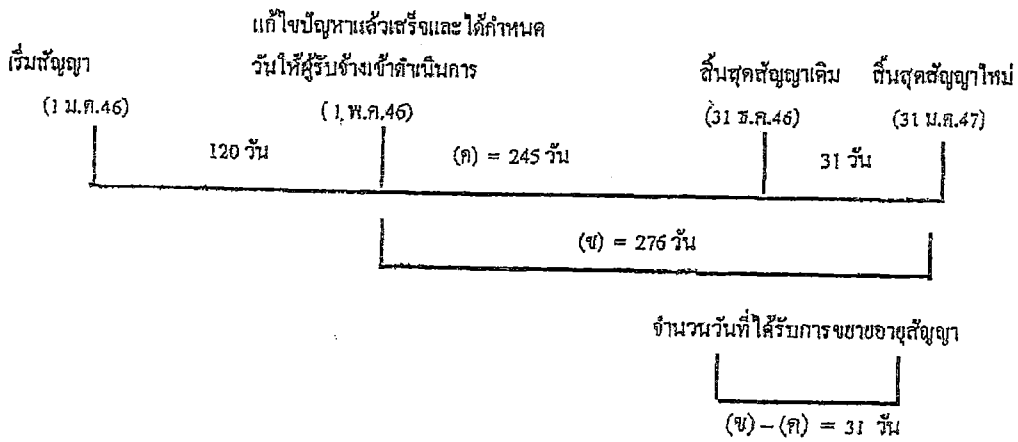 แก้ไขปัญหาแล้วเสร็จและได้กำหนด
วันให้ผู้รับจ้างเข้าดำเนินการ
เริ่มสัญญา
สิ้นสุดสัญญาเดิม
สิ้นสุดสัญญาใหม่
(1 ม.ค.46)
(1 พ.ค.46)
(31 ธ.ค.46)
(31 ม.ค.47)
120 วัน
(ค) = 245 วัน
31 วัน
(ข) = 276 วัน
จำนวนวันที่ได้รับการขยายอายุสัญญา
(ข) – (ค) = 31 วัน